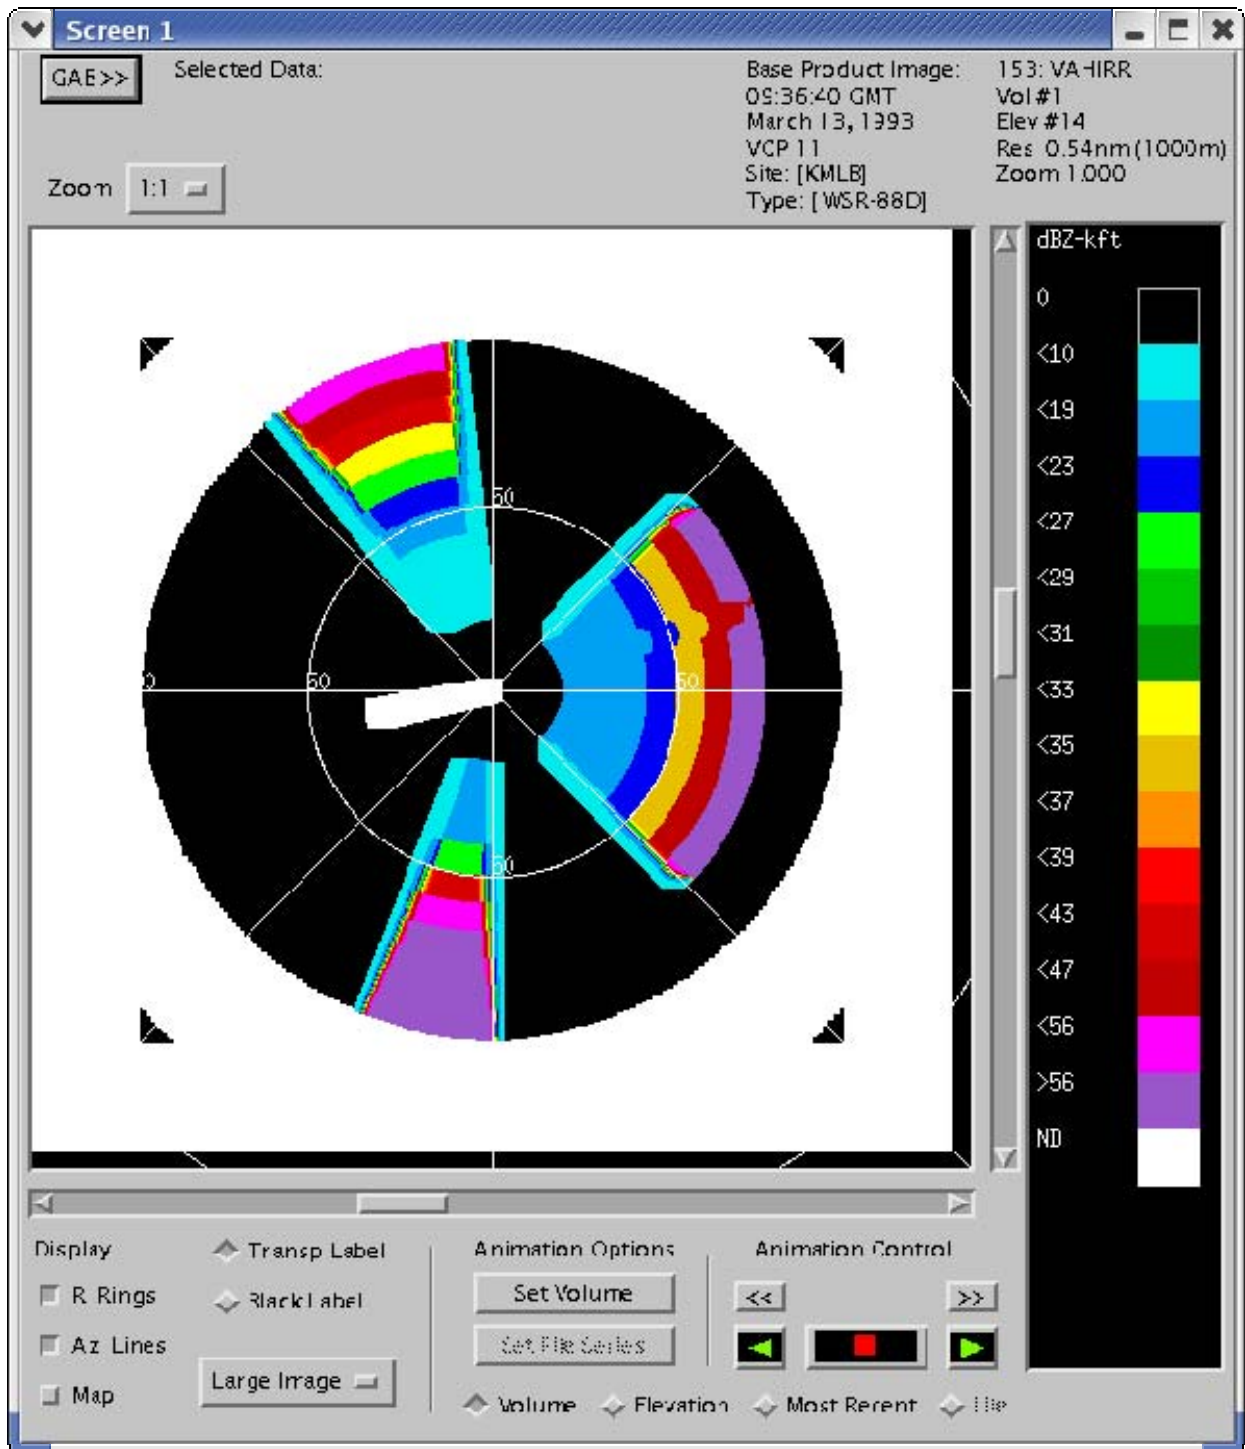 Screen 1
GAB>>
Selected Data:
Base Product Image:
09:36:40 GMT
March 13, 1993
VCP 11
Site: [KMLB]
Type: [WSR-88D]
153: VAHIRR
Vol #1
Elev #14
Res 0.54nm (1000m)
Zoom 1.000
Zoom
1:1
dBZ-kft
0
<10
<19
<23
<27
<29
<31
<33
<35
<37
<39
<43
<47
<56
>56
ND
50
0
50
50
50
Display
R Rings
Az Lines
Map
Transp Label
Black Label
Large Image
Animation Options
Set Volume
Set File Series
Animation Control
<<
>>
Volume
Elevation
Most Recent
File